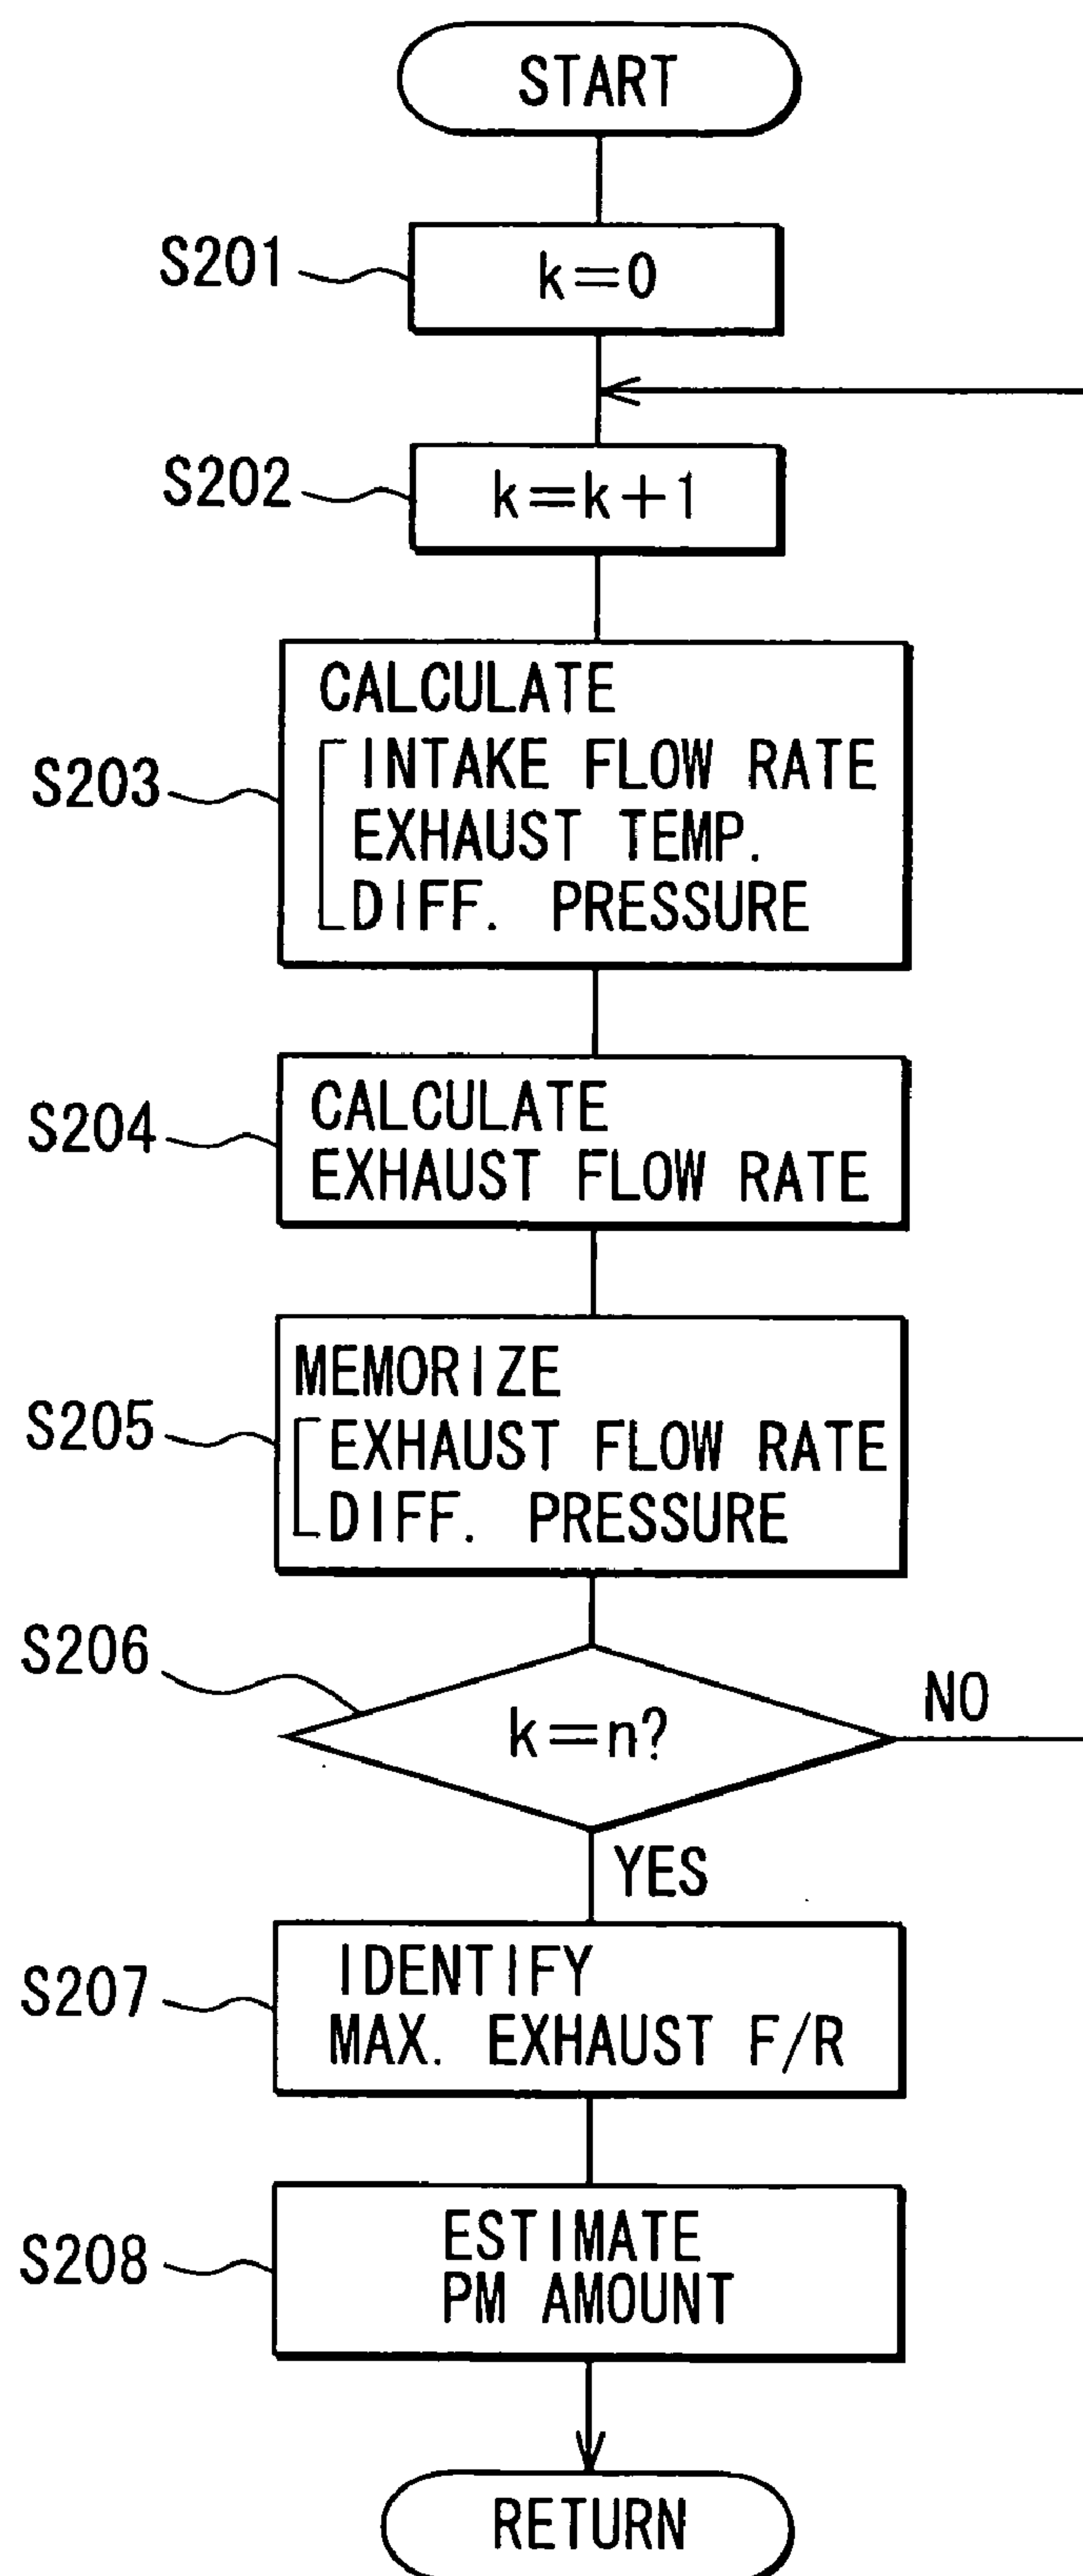 START
S201
k=0
S202
k=k+1
S203
CALCULATE
INTAKE FLOW RATE
EXHAUST TEMP.
DIFF. PRESSURE
S204
CALCULATE
EXHAUST FLOW RATE
S205
MEMORIZE
EXHAUST FLOW RATE
DIFF. PRESSURE
S206
k=n?
NO
YES
S207
IDENTIFY
MAX. EXHAUST F/R
S208
ESTIMATE
PM AMOUNT
RETURN